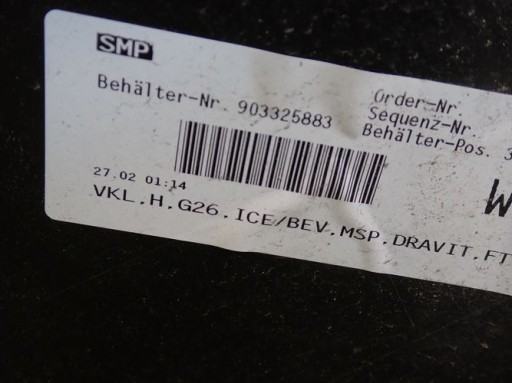 SMP
Behälter-Nr. 903325883
Order-Nr.
Sequenz-Nr.
Behälter-Pos. 3
27.02 01:14
W
VKL.H.G26.ICE/BEV.MSP.DRAVIT.FT